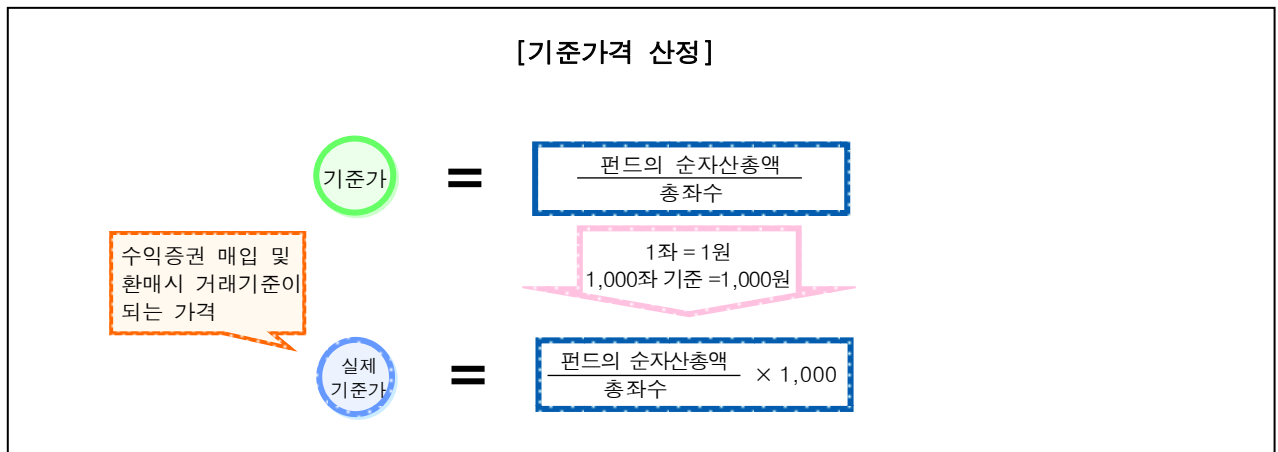 [기준가격 산정]
기준가
=
펀드의 순자산총액
총좌수
수익증권 매입 및
환매시 거래기준이
되는 가격
1좌 = 1원
1,000좌 기준 =1,000원
실제
기준가
=
펀드의 순자산총액
총좌수
× 1,000